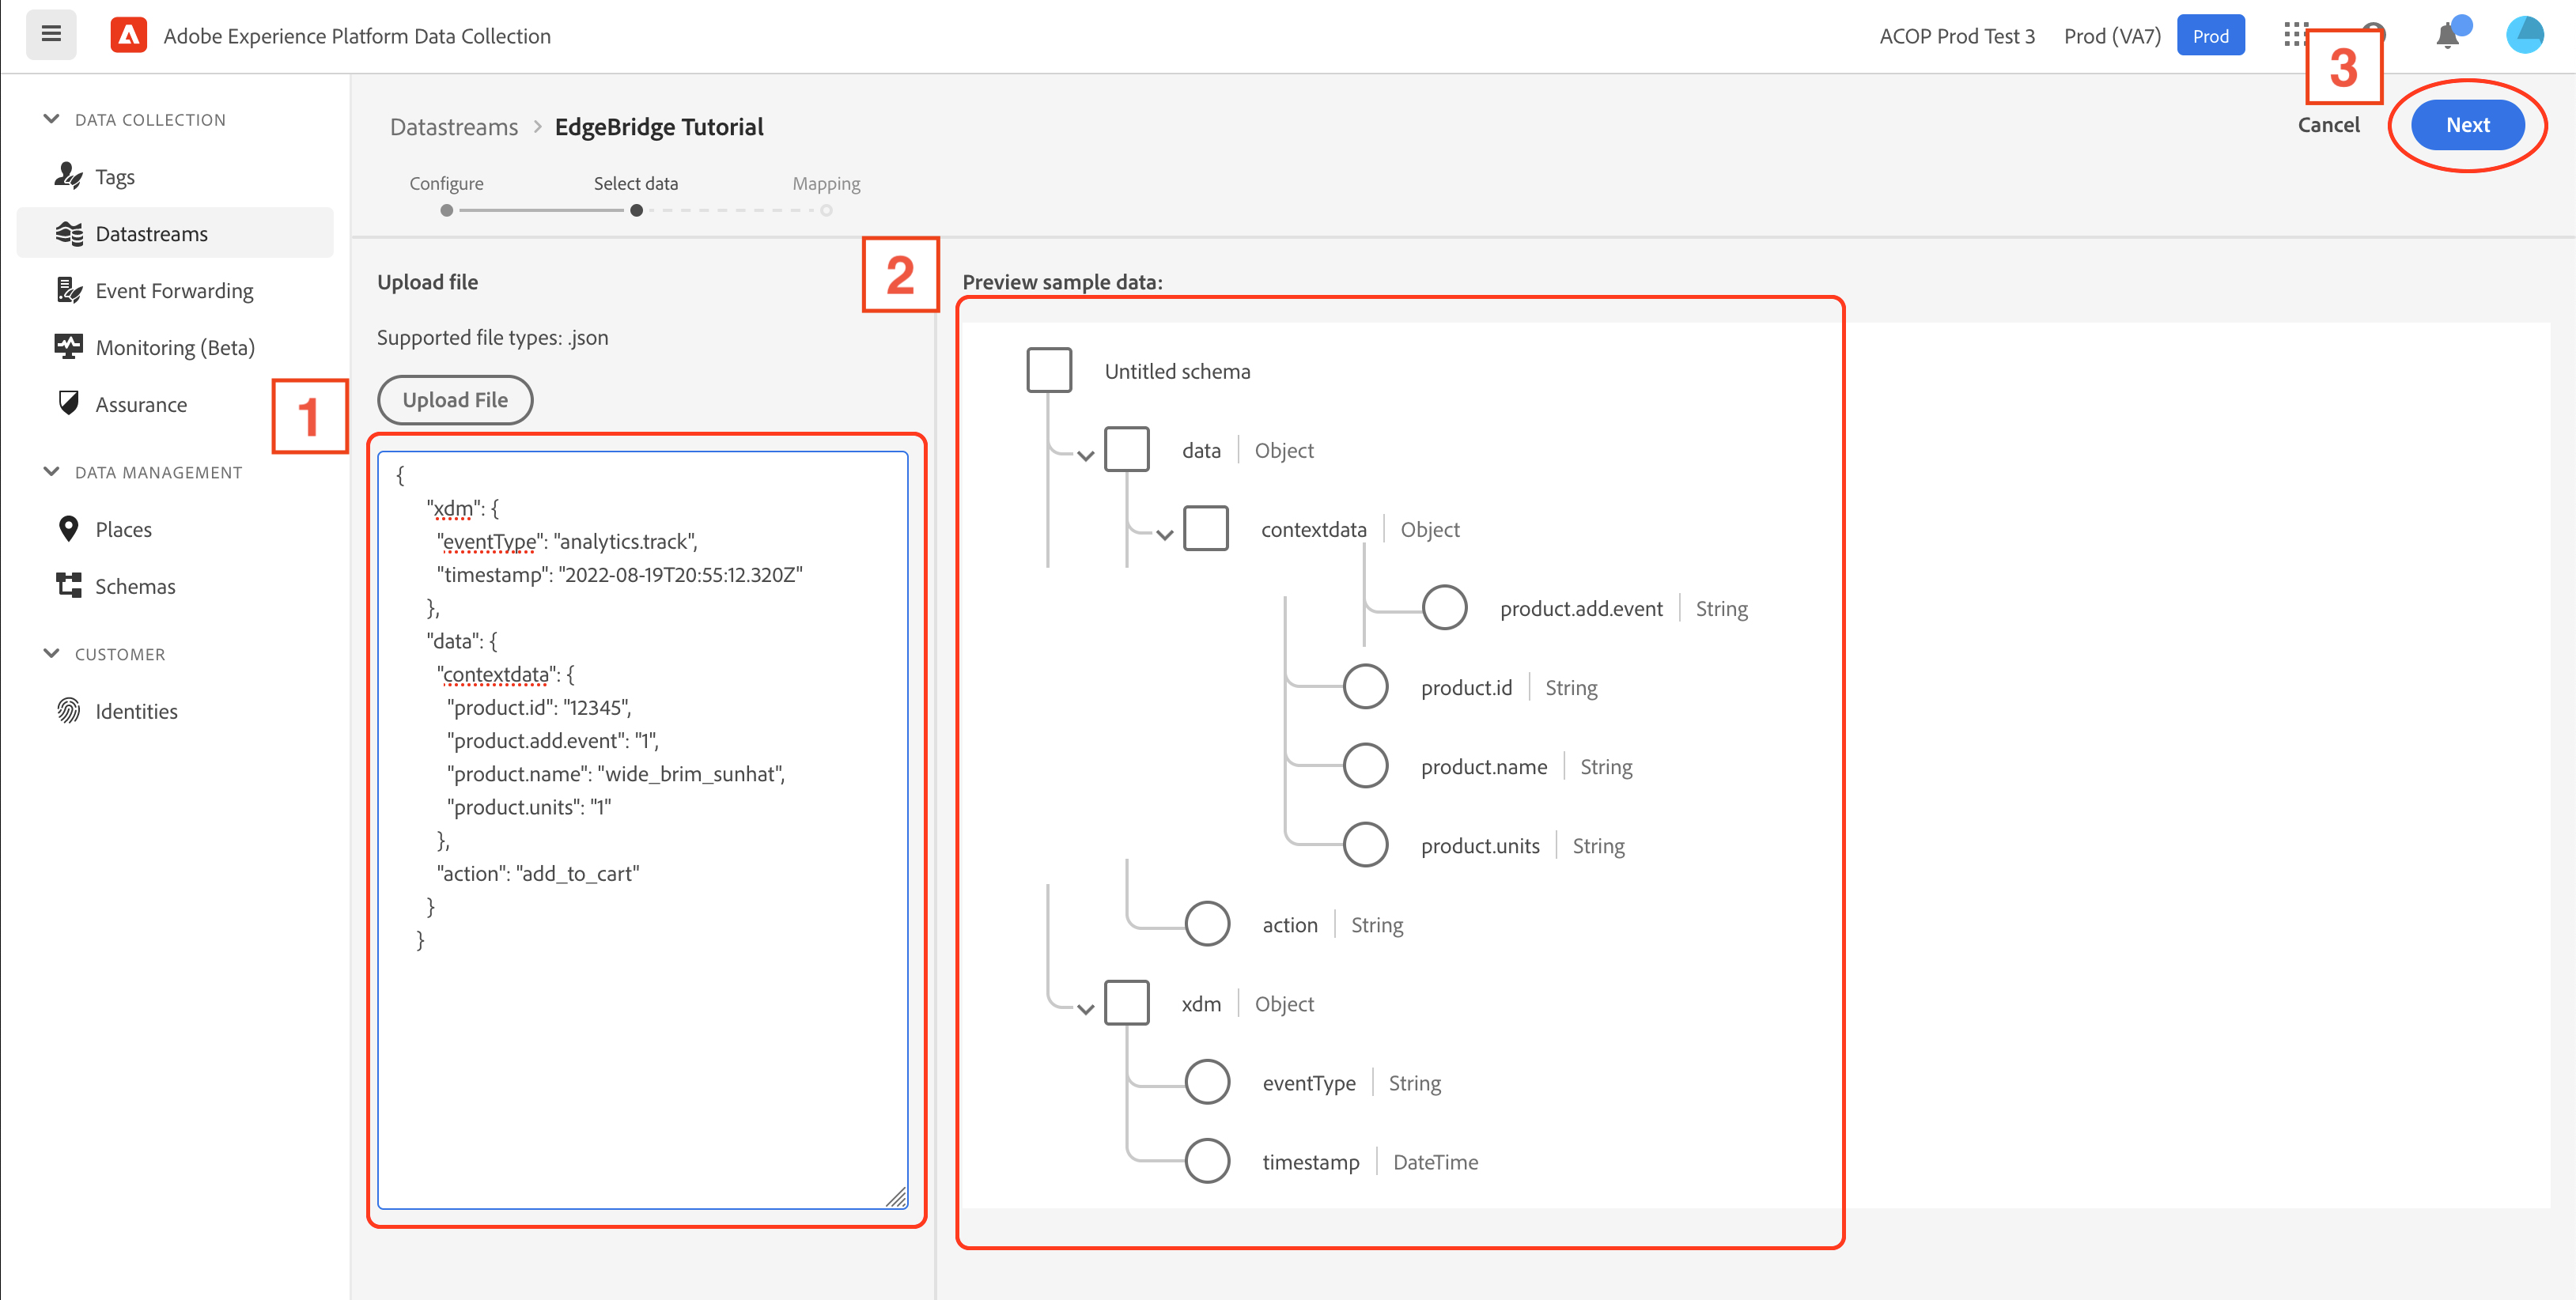 Adobe Experience Platform Data Collection
ACOP Prod Test 3
Prod (VA7)
Prod
3
DATA COLLECTION
Tags
Datastreams
Event Forwarding
Monitoring (Beta)
Assurance
DATA MANAGEMENT
Places
Schemas
CUSTOMER
Identities
Datastreams > EdgeBridge Tutorial
Cancel
Next
Configure
Select data
Mapping
1
Upload file
Supported file types: .json
Upload File
{
"xdm": {
"eventType": "analytics.track",
"timestamp": "2022-08-19T20:55:12.320Z"
},
"data": {
"contextdata": {
"product.id": "12345",
"product.add.event": "1",
"product.name": "wide_brim_sunhat",
"product.units": "1"
},
"action": "add_to_cart"
}
}
2
Preview sample data:
Untitled schema
data | Object
contextdata | Object
product.add.event | String
product.id | String
product.name | String
product.units | String
action | String
xdm | Object
eventType | String
timestamp | DateTime